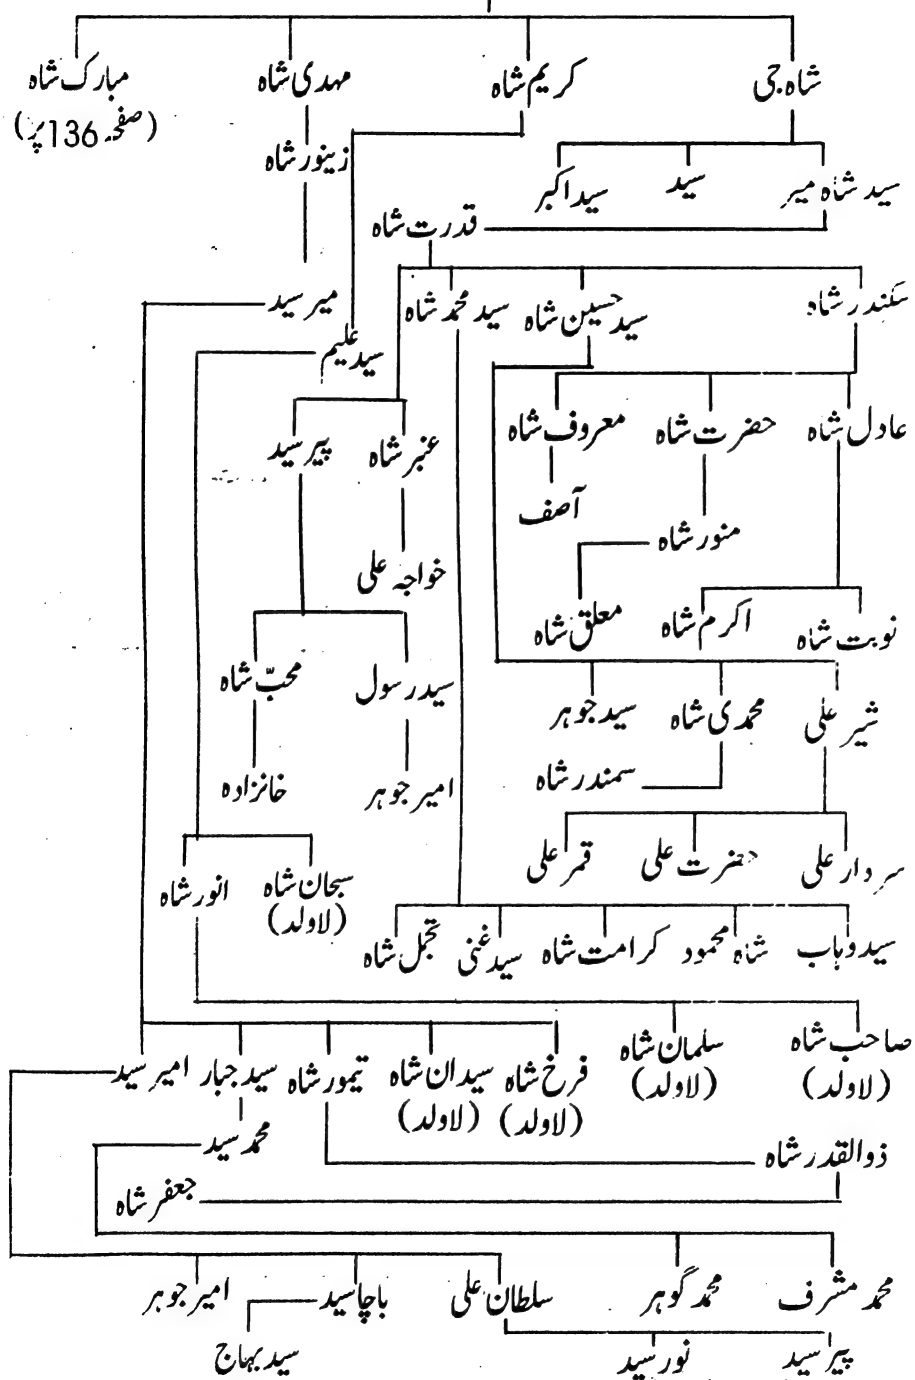 شاہ جی کریم شاہ مہدی شاہ مبارک شاہ
(صفحہ 136 پر)
زینور شاہ
سید شاہ میر سید سید اکبر
قدرت شاہ
سکندر شاہ سید حسین شاہ سید محمد شاہ میر سید
سید علیم
عادل شاہ حضرت شاہ معروف شاہ عنبر شاہ پیر سید
آصف
منور شاہ
خواجہ علی
نوبت شاہ اکرم شاہ معلق شاہ
سید رسول محبّ شاہ
شیر علی محمدی شاہ سید جوہر
سمندر شاہ امیر جوہر خانزادہ
سردار علی حضرت علی قمر علی
سبحان شاہ انور شاہ
(لاولد)
سید وہاب شاہ محمود کرامت شاہ سید غنی تجمل شاہ
صاحب شاہ سلمان شاہ
(لاولد) (لاولد)
فرخ شاہ سیدان شاہ تیمور شاہ سید جبار امیر سید
(لاولد) (لاولد)
محمد سید
ذوالقدر شاہ
جعفر شاہ
محمد مشرف محمد گوہر سلطان علی باچا سید امیر جوہر
پیر سید نور سید سید بہاج